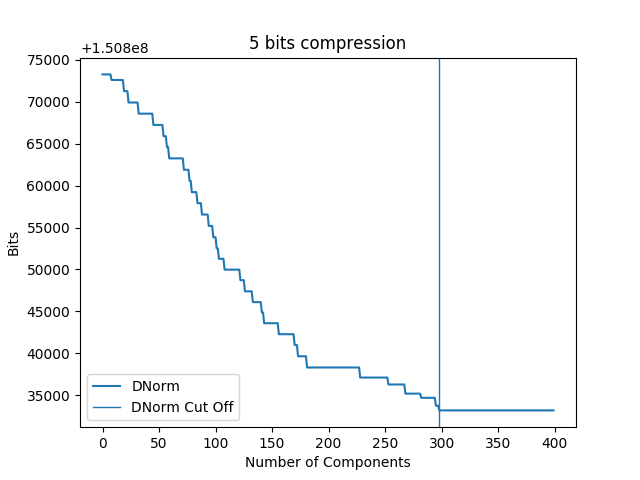 5 bits compression
+1.508e8
75000
70000
65000
60000
55000
50000
45000
40000
35000
Bits
DNorm
DNorm Cut Off
0 50 100 150 200 250 300 350 400
Number of Components